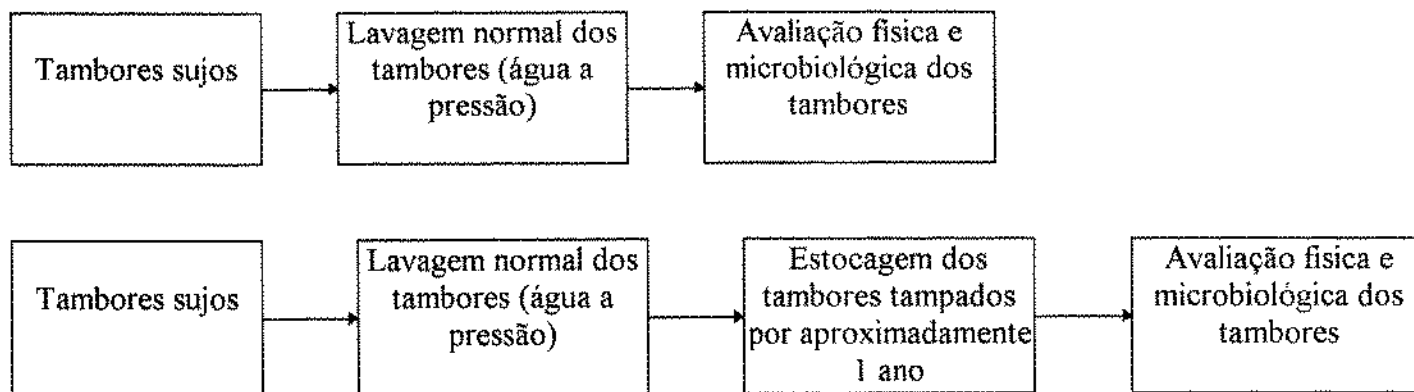 Tambores sujos
Lavagem normal dos
tambores (água a
pressão)
Avaliação fisica e
microbiológica dos
tambores
Tambores sujos
Lavagem normal dos
tambores (água a
pressão)
Estocagem dos
tambores tampados
por aproximadamente
1 ano
Avaliação fisica e
microbiológica dos
tambores